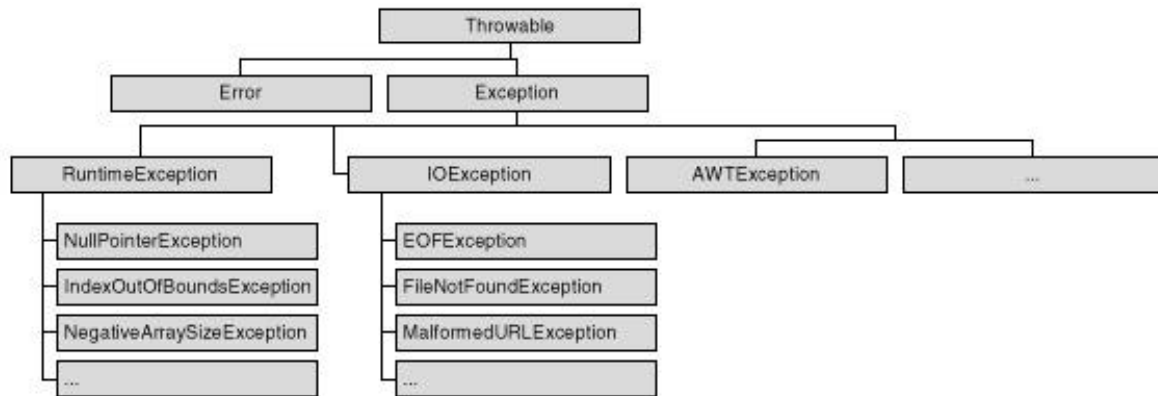 Throwable
Error
Exception
RuntimeException
IOException
AWTException
...
NullPointerException
EOFException
IndexOutOfBoundsException
FileNotFoundException
NegativeArraySizeException
MalformedURLException
...
...